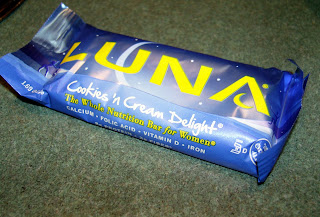 LUNA
Cookies 'n Cream Delight®
The Whole Nutrition Bar for Women®
CALCIUM • FOLIC ACID • VITAMIN D • IRON